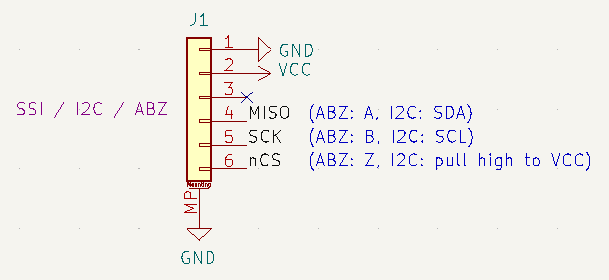 J1
1 GND
2 VCC
3
SSI / I2C / ABZ
4 MISO (ABZ: A, I2C: SDA)
5 SCK (ABZ: B, I2C: SCL)
6 nCS (ABZ: Z, I2C: pull high to VCC)
Mounting
MP
GND